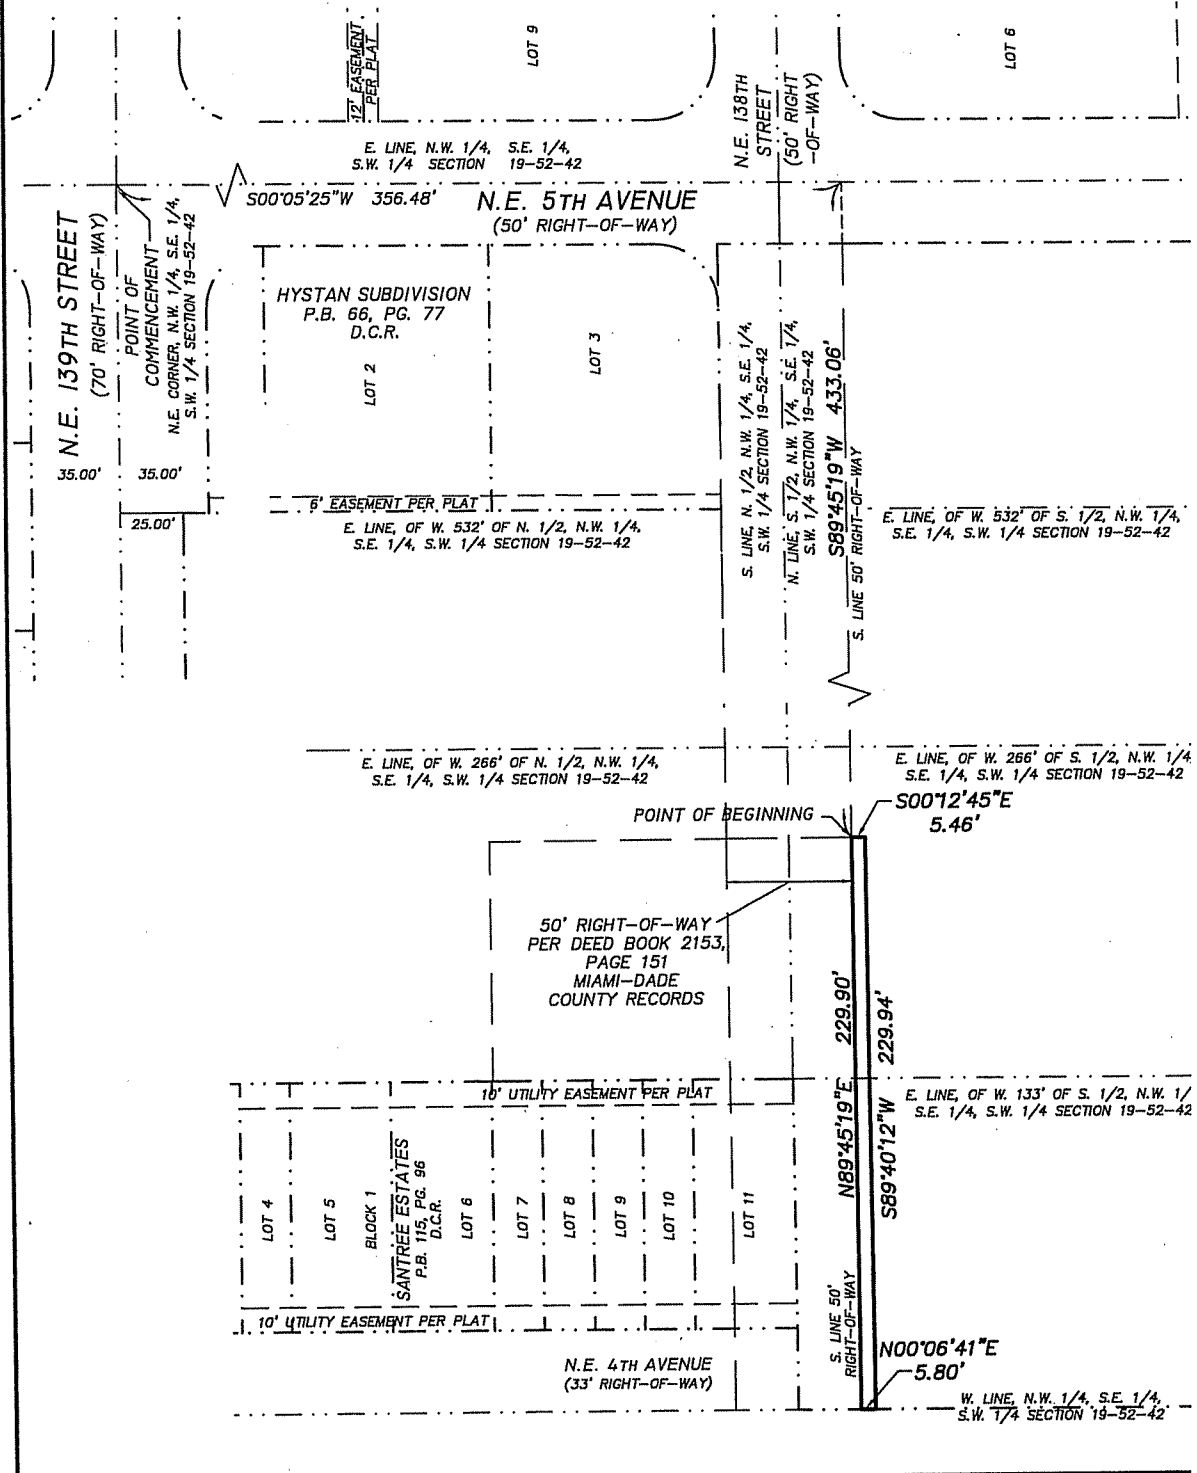 12' EASEMENT
PER PLAT
LOT 9
LOT 6
N.E. 138TH
STREET
(50' RIGHT
-OF-WAY)
E. LINE, N.W. 1/4, S.E. 1/4,
S.W. 1/4 SECTION 19-52-42
S00°05'25"W 356.48'
N.E. 5TH AVENUE
(50' RIGHT-OF-WAY)
N.E. 139TH STREET
(70' RIGHT-OF-WAY)
POINT OF
COMMENCEMENT
N.E. CORNER, N.W. 1/4, S.E. 1/4,
S.W. 1/4 SECTION 19-52-42
35.00'
35.00'
25.00'
HYSTAN SUBDIVISION
P.B. 66, PG. 77
D.C.R.
LOT 2
LOT 3
6' EASEMENT PER PLAT
E. LINE, OF W. 532' OF N. 1/2, N.W. 1/4,
S.E. 1/4, S.W. 1/4 SECTION 19-52-42
S. LINE, N. 1/2, N.W. 1/4, S.E. 1/4,
S.W. 1/4 SECTION 19-52-42
N. LINE, S. 1/2, N.W. 1/4, S.E. 1/4,
S.W. 1/4 SECTION 19-52-42
S89°45'19"W 433.06'
S. LINE 50' RIGHT-OF-WAY
E. LINE, OF W. 532' OF S. 1/2, N.W. 1/4,
S.E. 1/4, S.W. 1/4 SECTION 19-52-42
E. LINE, OF W. 266' OF N. 1/2, N.W. 1/4,
S.E. 1/4, S.W. 1/4 SECTION 19-52-42
E. LINE, OF W. 266' OF S. 1/2, N.W. 1/4
S.E. 1/4, S.W. 1/4 SECTION 19-52-42
POINT OF BEGINNING
S00°12'45"E
5.46'
50' RIGHT-OF-WAY
PER DEED BOOK 2153,
PAGE 151
MIAMI-DADE
COUNTY RECORDS
N89°45'19"E 229.90'
S89°40'12"W 229.94'
E. LINE, OF W. 133' OF S. 1/2, N.W. 1/
S.E. 1/4, S.W. 1/4 SECTION 19-52-42
10' UTILITY EASEMENT PER PLAT
LOT 4
LOT 5
BLOCK 1
SANTREE ESTATES
P.B. 115, PG. 96
D.C.R.
LOT 6
LOT 7
LOT 8
LOT 9
LOT 10
LOT 11
10' UTILITY EASEMENT PER PLAT
S. LINE 50'
RIGHT-OF-WAY
N.E. 4TH AVENUE
(33' RIGHT-OF-WAY)
N00°06'41"E
5.80'
W. LINE, N.W. 1/4, S.E. 1/4,
S.W. 1/4 SECTION 19-52-42